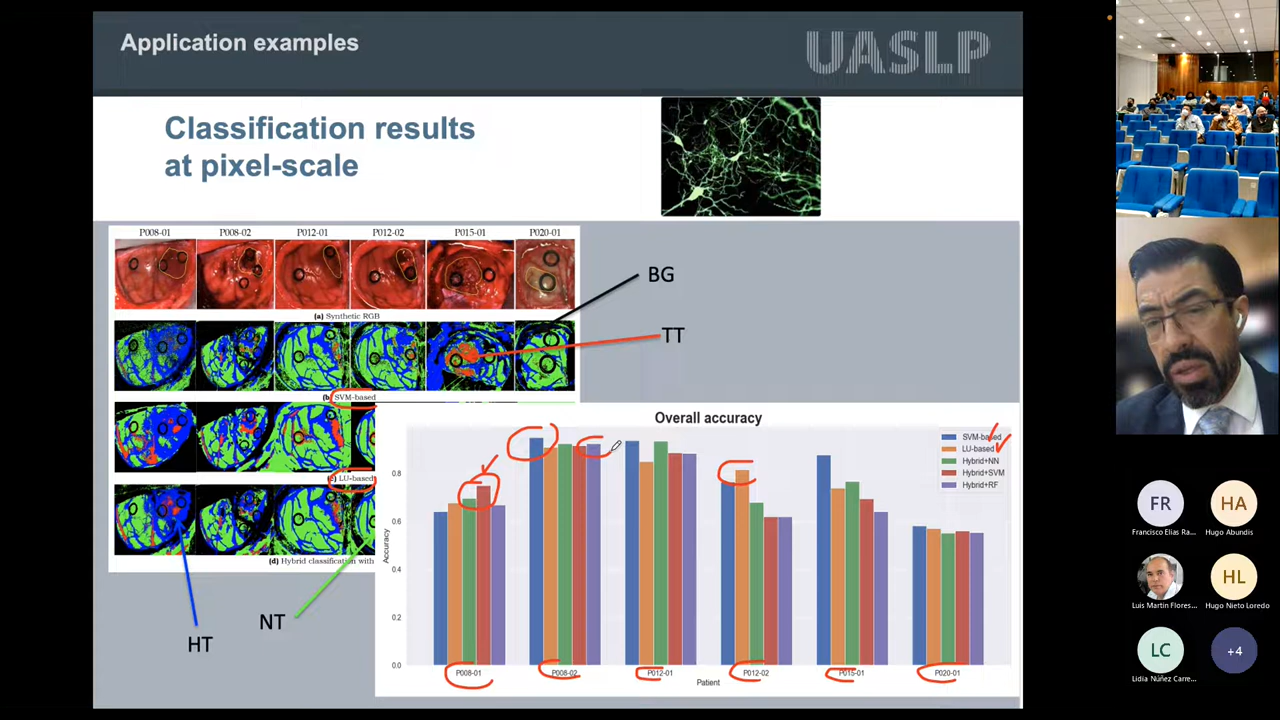 Application examples
UASLP
Classification results
at pixel-scale
P008-01 P008-02 P012-01 P012-02 P015-01 P020-01
(a) Synthetic RGB
BG
TT
(b) SVM-based
(c) LU-based
(d) Hybrid classification with
HT
NT
Overall accuracy
SVM-based
LU-based
Hybrid+NN
Hybrid+SVM
Hybrid+RF
Accuracy
0.8
0.6
0.4
0.2
0.0
P008-01 P008-02 P012-01 P012-02 P015-01 P020-01
Patient
FR HA
Francisco Elias Ra... Hugo Abundis
HL
Luis Martin Flores... Hugo Nieto Loredo
LC +4
Lidia Núñez Carre...